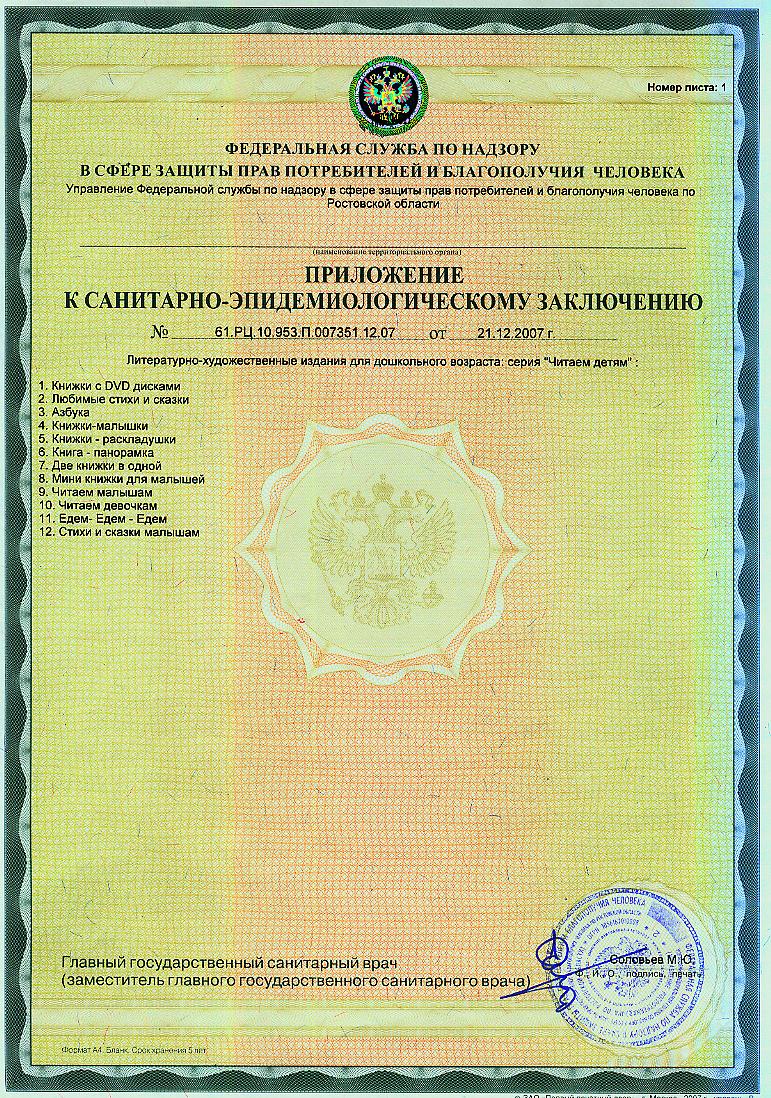 Номер листа: 1
ФЕДЕРАЛЬНАЯ СЛУЖБА ПО НАДЗОРУ
В СФЕРЕ ЗАЩИТЫ ПРАВ ПОТРЕБИТЕЛЕЙ И БЛАГОПОЛУЧИЯ ЧЕЛОВЕКА
Управление Федеральной службы по надзору в сфере защиты прав потребителей и благополучия человека по
Ростовской области
(наименование территориального органа)
ПРИЛОЖЕНИЕ
К САНИТАРНО-ЭПИДЕМИОЛОГИЧЕСКОМУ ЗАКЛЮЧЕНИЮ
№ 61.РЦ.10.953.П.007351.12.07 от 21.12.2007 г.
Литературно-художественные издания для дошкольного возраста: серия "Читаем детям" :
1. Книжки с DVD дисками
2. Любимые стихи и сказки
3. Азбука
4. Книжки-малышки
5. Книжки - раскладушки
6. Книга - панорамка
7. Две книжки в одной
8. Мини книжки для малышей
9. Читаем малышам
10. Читаем девочкам
11. Едем- Едем - Едем
12. Стихи и сказки малышам
Главный государственный санитарный врач
(заместитель главного государственного санитарного врача)
Соловьев М.Ю.
Ф., И., О., подпись, печать
БЛАГОПОЛУЧИЯ ЧЕЛОВЕКА
Формат А4. Бланк. Срок хранения 5 лет.